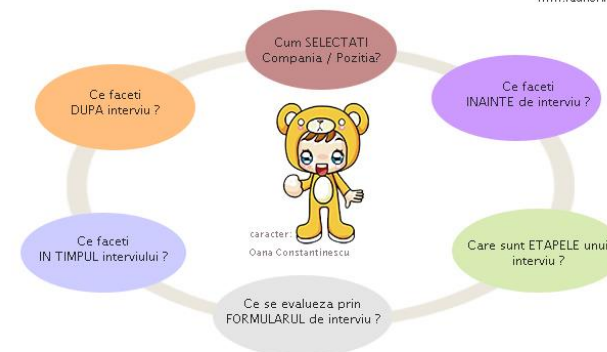 Cum SELECTATI
Compania / Pozitia?
Ce faceti
INAINTE de interviu ?
Care sunt ETAPELE unui
interviu ?
Ce se evalueza prin
FORMULARUL de interviu ?
Ce faceti
IN TIMPUL interviului ?
Ce faceti
DUPA interviu ?
caracter:
Oana Constantinescu